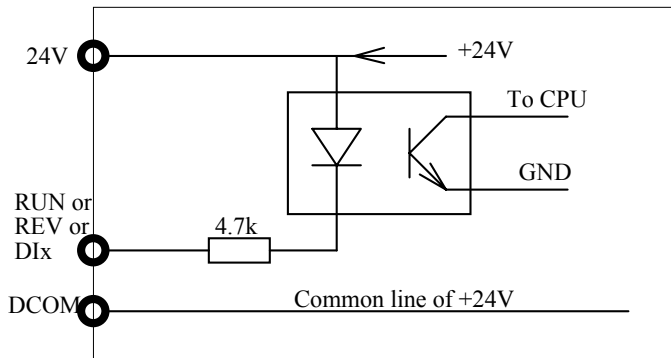 24V
+24V
To CPU
GND
RUN or
REV or
DIx
4.7k
DCOM
Common line of +24V